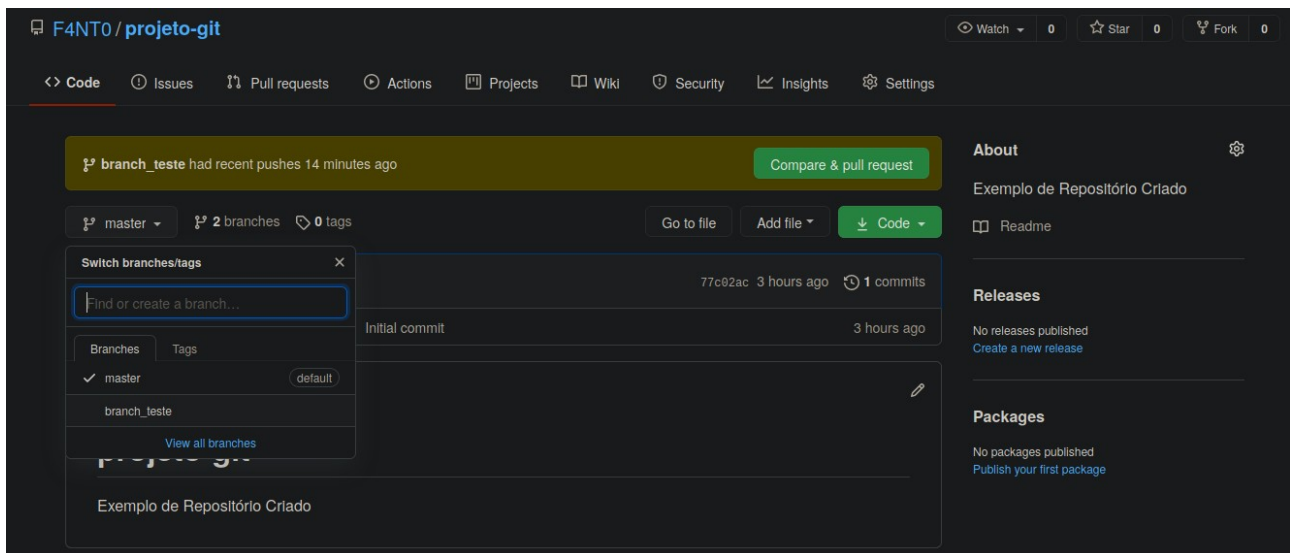 F4NT0 / projeto-git
Watch 0 Star 0 Fork 0
<> Code Issues Pull requests Actions Projects Wiki Security Insights Settings
branch_teste had recent pushes 14 minutes ago
Compare & pull request
master 2 branches 0 tags
Go to file Add file Code
Switch branches/tags
Find or create a branch...
Branches Tags
master default
branch_teste
View all branches
77c02ac 3 hours ago 1 commits
Initial commit 3 hours ago
projeto-git
Exemplo de Repositório Criado
About
Exemplo de Repositório Criado
Readme
Releases
No releases published
Create a new release
Packages
No packages published
Publish your first package